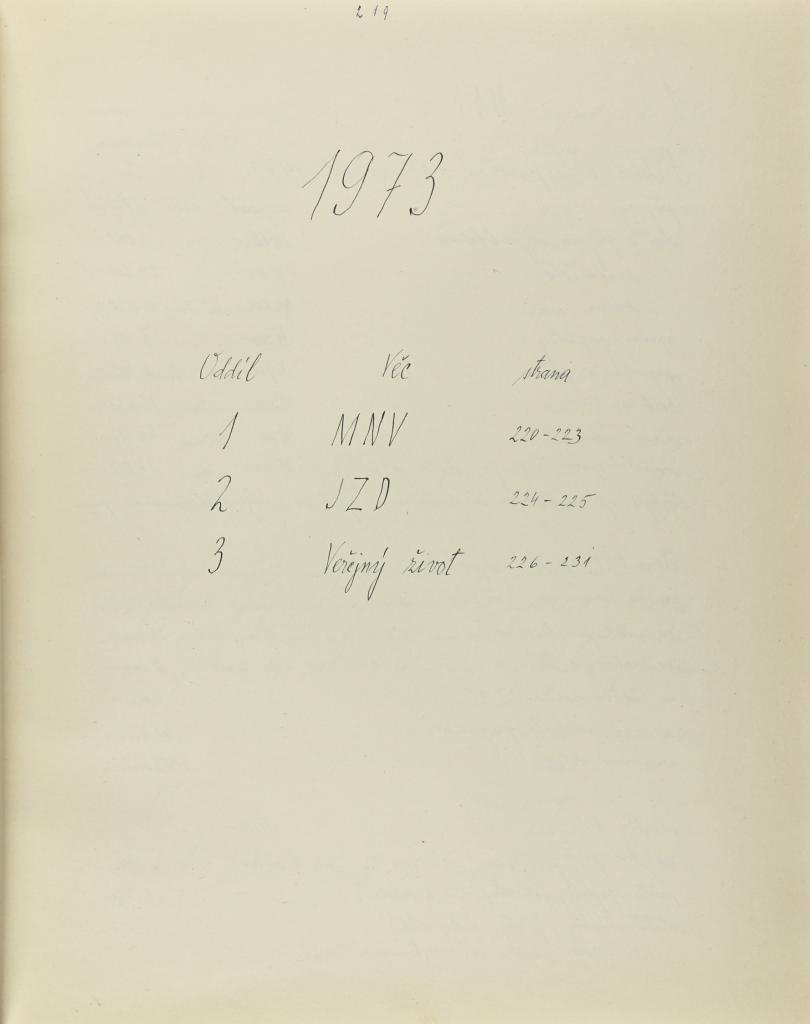 219
1973
Oddíl Věc strana
1 MNV 220-223
2 JZD 224-225
3 Veřejný život 226-231